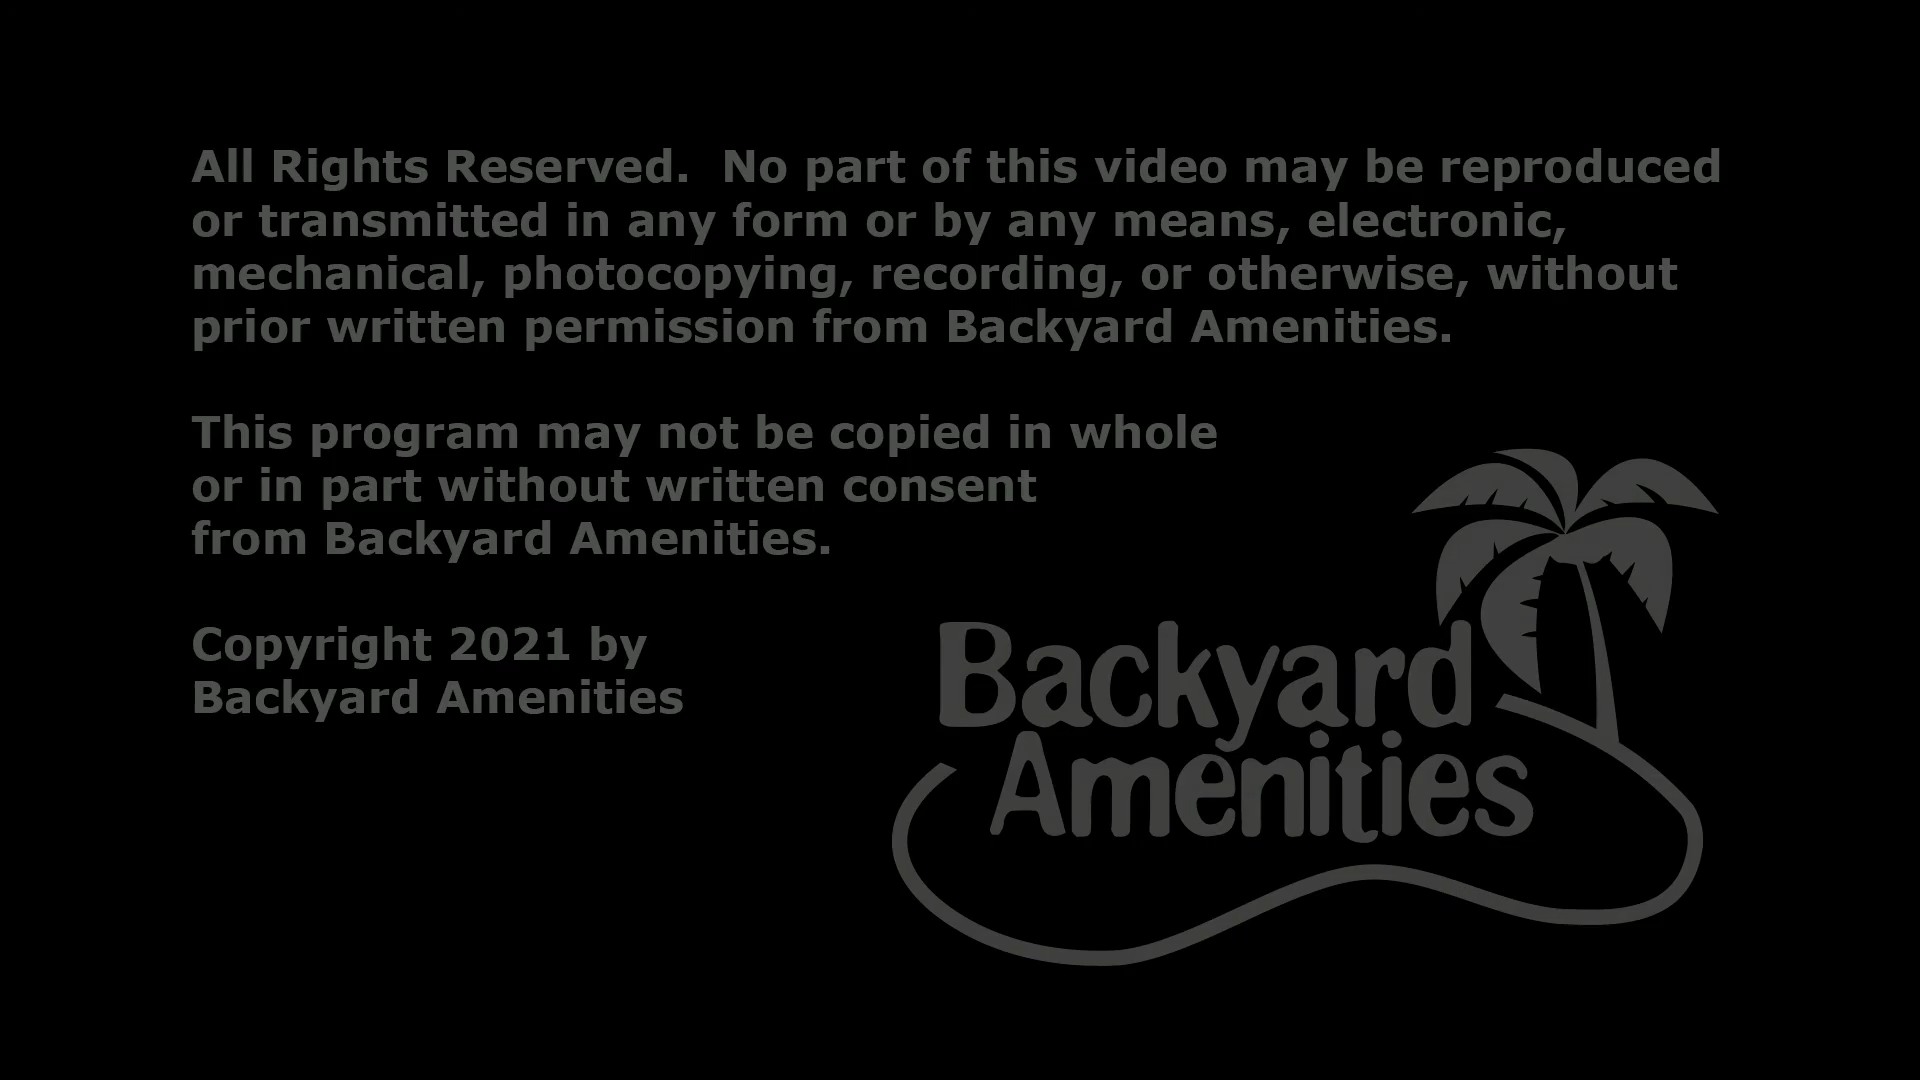 All Rights Reserved.  No part of this video may be reproduced
or transmitted in any form or by any means, electronic,
mechanical, photocopying, recording, or otherwise, without
prior written permission from Backyard Amenities.
This program may not be copied in whole
or in part without written consent
from Backyard Amenities.
Copyright 2021 by
Backyard Amenities
Backyard
Amenities